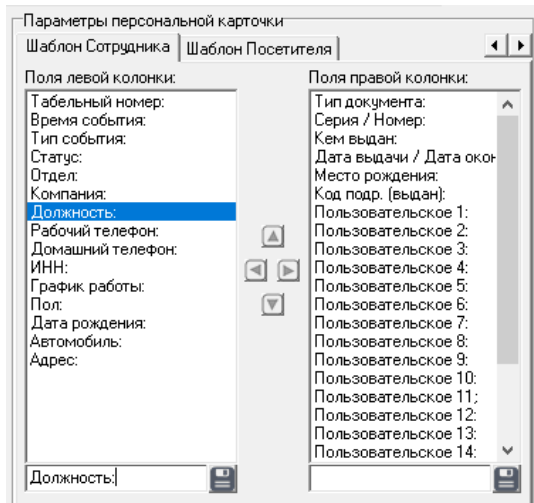 Параметры персональной карточки
Шаблон Сотрудника
Шаблон Посетителя
Поля левой колонки:
Табельный номер:
Время события:
Тип события:
Статус:
Отдел:
Компания:
Должность:
Рабочий телефон:
Домашний телефон:
ИНН:
График работы:
Пол:
Дата рождения:
Автомобиль:
Адрес:
Должность:
Поля правой колонки:
Тип документа:
Серия / Номер:
Кем выдан:
Дата выдачи / Дата окон
Место рождения:
Код подр. (выдан):
Пользовательское 1:
Пользовательское 2:
Пользовательское 3:
Пользовательское 4:
Пользовательское 5:
Пользовательское 6:
Пользовательское 7:
Пользовательское 8:
Пользовательское 9:
Пользовательское 10:
Пользовательское 11;
Пользовательское 12:
Пользовательское 13:
Пользовательское 14: